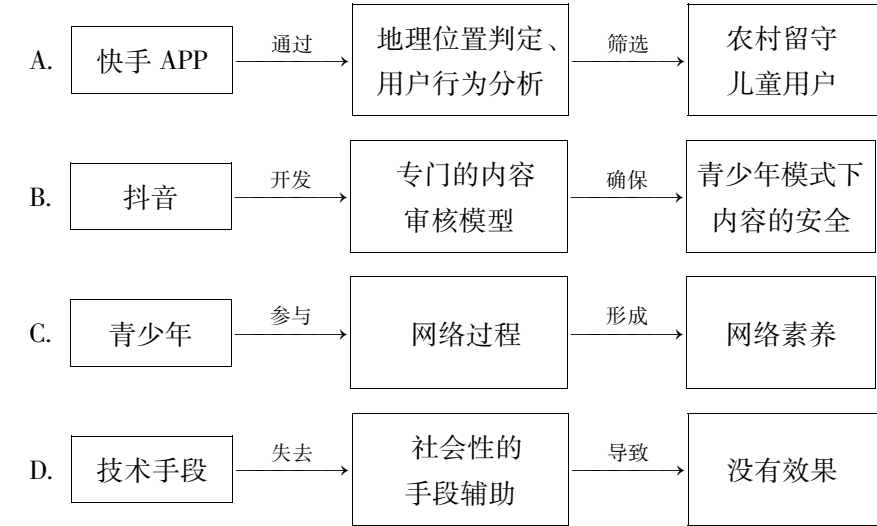 A. 快手 APP 通过 地理位置判定、 用户行为分析 筛选 农村留守 儿童用户
B. 抖音 开发 专门的内容 审核模型 确保 青少年模式下 内容的安全
C. 青少年 参与 网络过程 形成 网络素养
D. 技术手段 失去 社会性的 手段辅助 导致 没有效果